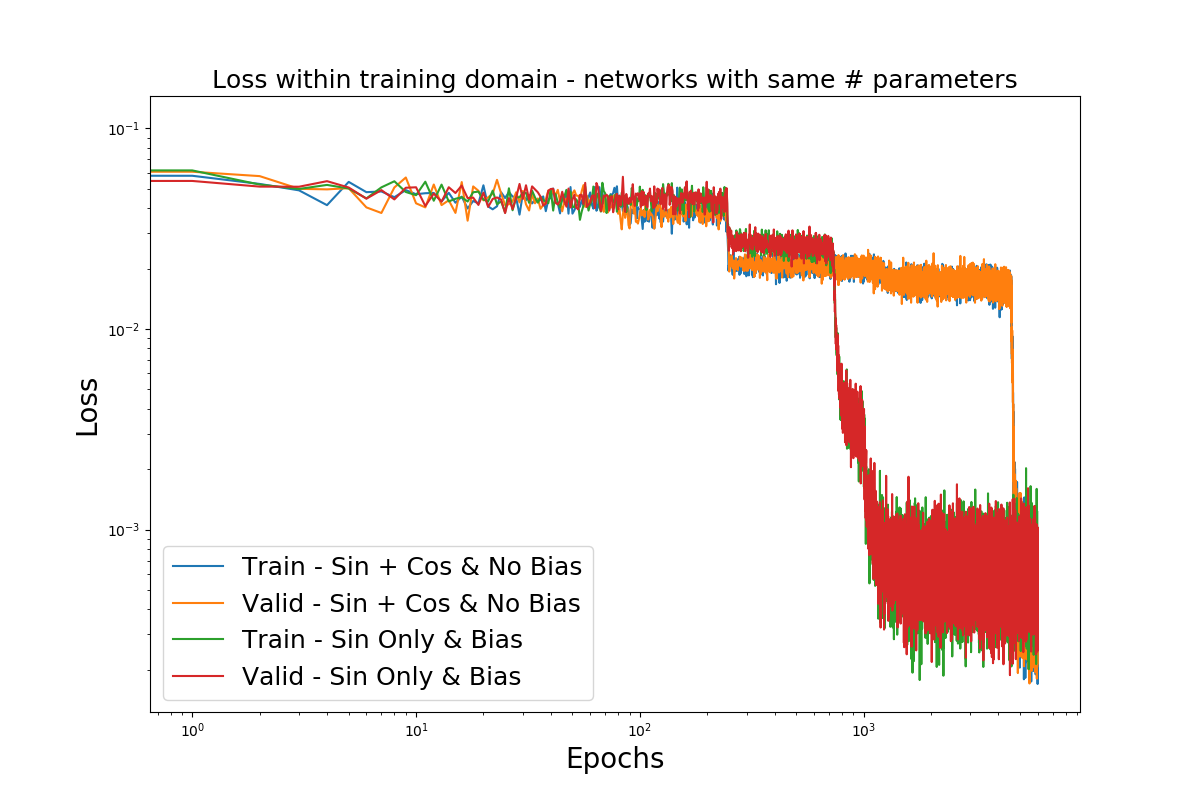 Loss within training domain - networks with same # parameters
10⁻¹
10⁻²
10⁻³
Loss
Train - Sin + Cos & No Bias
Valid - Sin + Cos & No Bias
Train - Sin Only & Bias
Valid - Sin Only & Bias
10⁰ 10¹ 10² 10³
Epochs